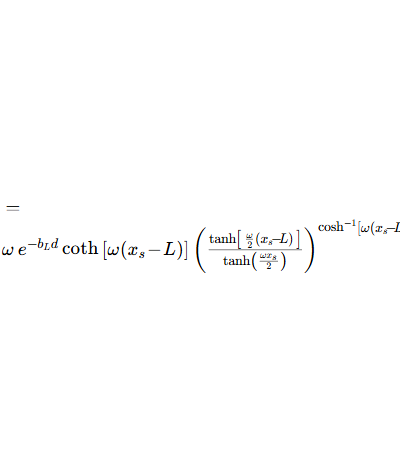 =
ω e^{-b_L d} coth [ω(x_s − L)] ( tanh[ ω/2 (x_s−L) ] / tanh( ωx_s/2 ) )^{cosh^{-1}[ω(x_s−L